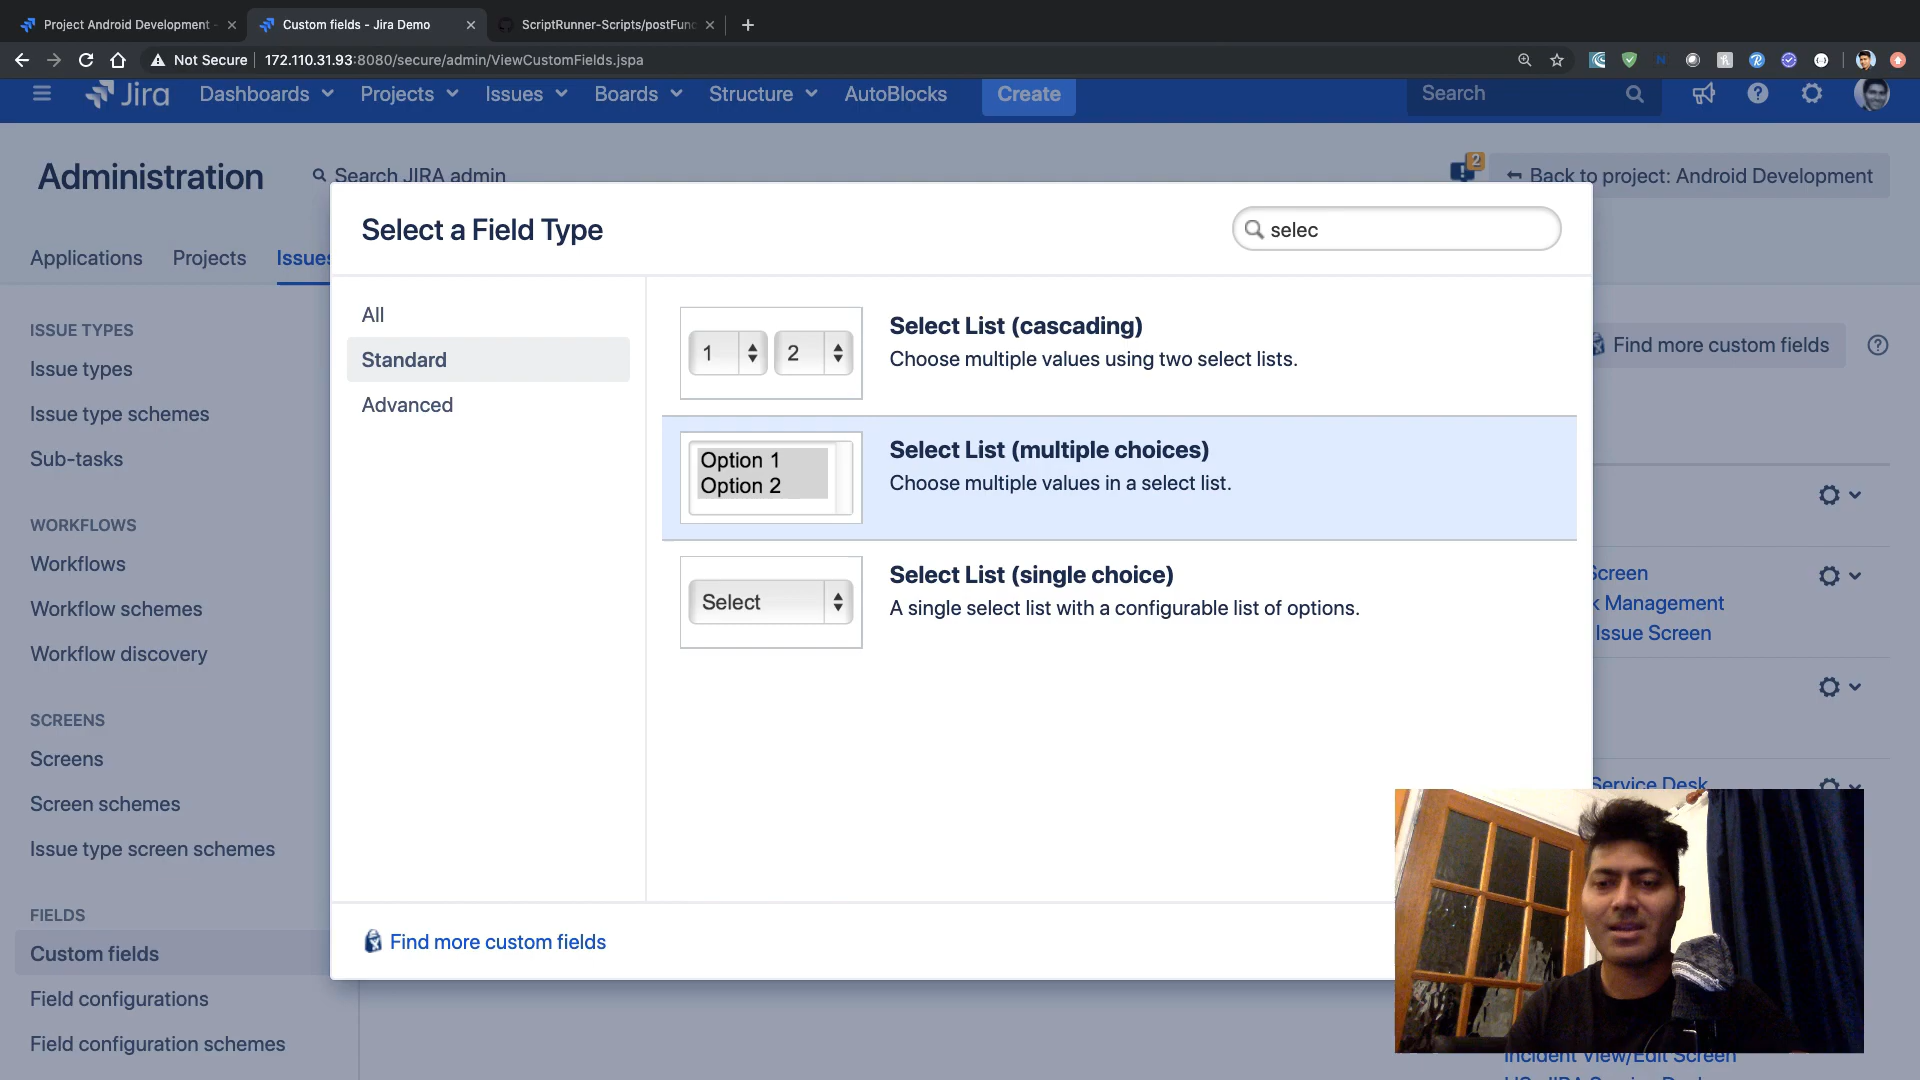 Project Android Development -
Custom fields - Jira Demo
ScriptRunner-Scripts/postFunc
Not Secure
172.110.31.93:8080/secure/admin/ViewCustomFields.jspa
Jira
Dashboards
Projects
Issues
Boards
Structure
AutoBlocks
Create
Search
Administration
Search JIRA admin
2
Back to project: Android Development
Applications
Projects
Issues
Select a Field Type
selec
Find more custom fields
ISSUE TYPES
Issue types
Issue type schemes
Sub-tasks
WORKFLOWS
Workflows
Workflow schemes
Workflow discovery
SCREENS
Screens
Screen schemes
Issue type screen schemes
FIELDS
Custom fields
Field configurations
Field configuration schemes
All
Standard
Advanced
1
2
Select List (cascading)
Choose multiple values using two select lists.
Option 1
Option 2
Select List (multiple choices)
Choose multiple values in a select list.
Select
Select List (single choice)
A single select list with a configurable list of options.
Find more custom fields
Screen
k Management
Issue Screen
Service Desk
Incident View/Edit Screen